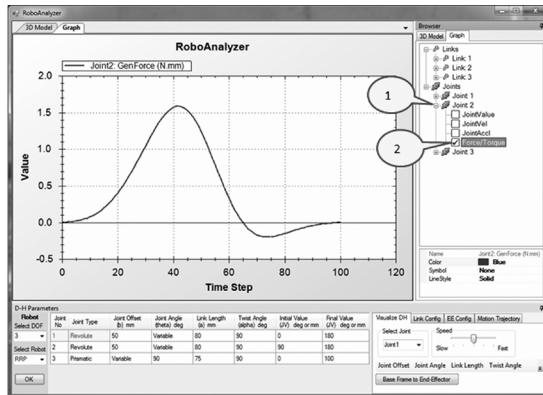 RoboAnalyzer
3D Model Graph
RoboAnalyzer
Joint2: GenForce (N.mm)
Value
2.0
1.5
1.0
0.5
0.0
-0.5
0 20 40 60 80 100 120
Time Step
Browser
3D Model Graph
Links
Link 1
Link 2
Link 3
Joints
Joint 1
Joint 2
JointValue
JointVel
JointAccl
Force/Torque
Joint 3
1
2
Name Joint2: GenForce (N.mm)
Color Blue
Symbol None
LineStyle Solid
D-H Parameters
Robot
Select DOF
3
Select Robot
RRP
OK
Joint No Joint Type Joint Offset (b) mm Joint Angle (theta) deg Link Length (a) mm Twist Angle (alpha) deg Initial Value (JV) deg or mm Final Value (JV) deg or mm
1 Revolute 50 Variable 80 90 0 180
2 Revolute 50 Variable 80 90 90 180
3 Prismatic Variable 90 75 90 0 100
Visualize DH Link Config EE Config Motion Trajectory
Select Joint
Joint1
Speed
Slow Fast
Joint Offset Joint Angle Link Length Twist Angle
Base Frame to End-Effector